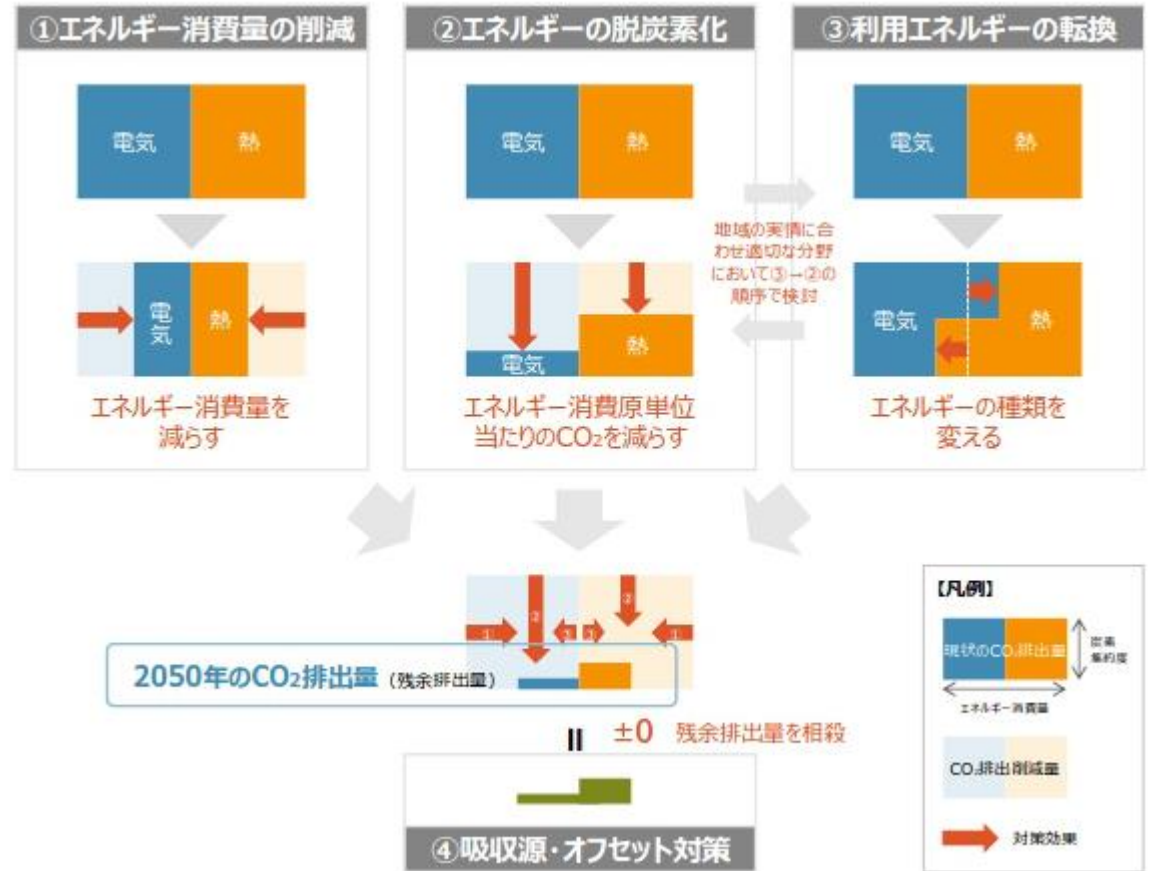 ①エネルギー消費量の削減
電気
熱
電気
熱
エネルギー消費量を
減らす
②エネルギーの脱炭素化
電気
熱
電気
熱
エネルギー消費原単位
当たりのCO₂を減らす
地域の実情に合
わせ適切な分野
において③→②の
順序で検討
③利用エネルギーの転換
電気
熱
電気
熱
エネルギーの種類を
変える
①
②
③
③
②
①
2050年のCO₂排出量（残余排出量）
=
±0 残余排出量を相殺
④吸収源・オフセット対策
【凡例】
現状のCO₂排出量
炭素
集約度
エネルギー消費量
CO₂排出削減量
対策効果